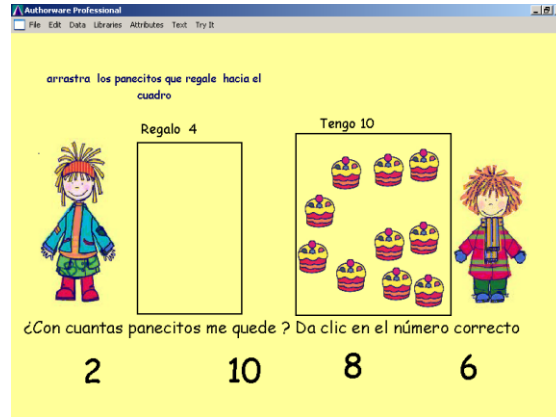 Authorware Professional
File Edit Data Libraries Attributes Text Try It
arrastra los panecitos que regale hacia el
cuadro
Regalo 4
Tengo 10
¿Con cuantas panecitos me quede ? Da clic en el número correcto
2 10 8 6